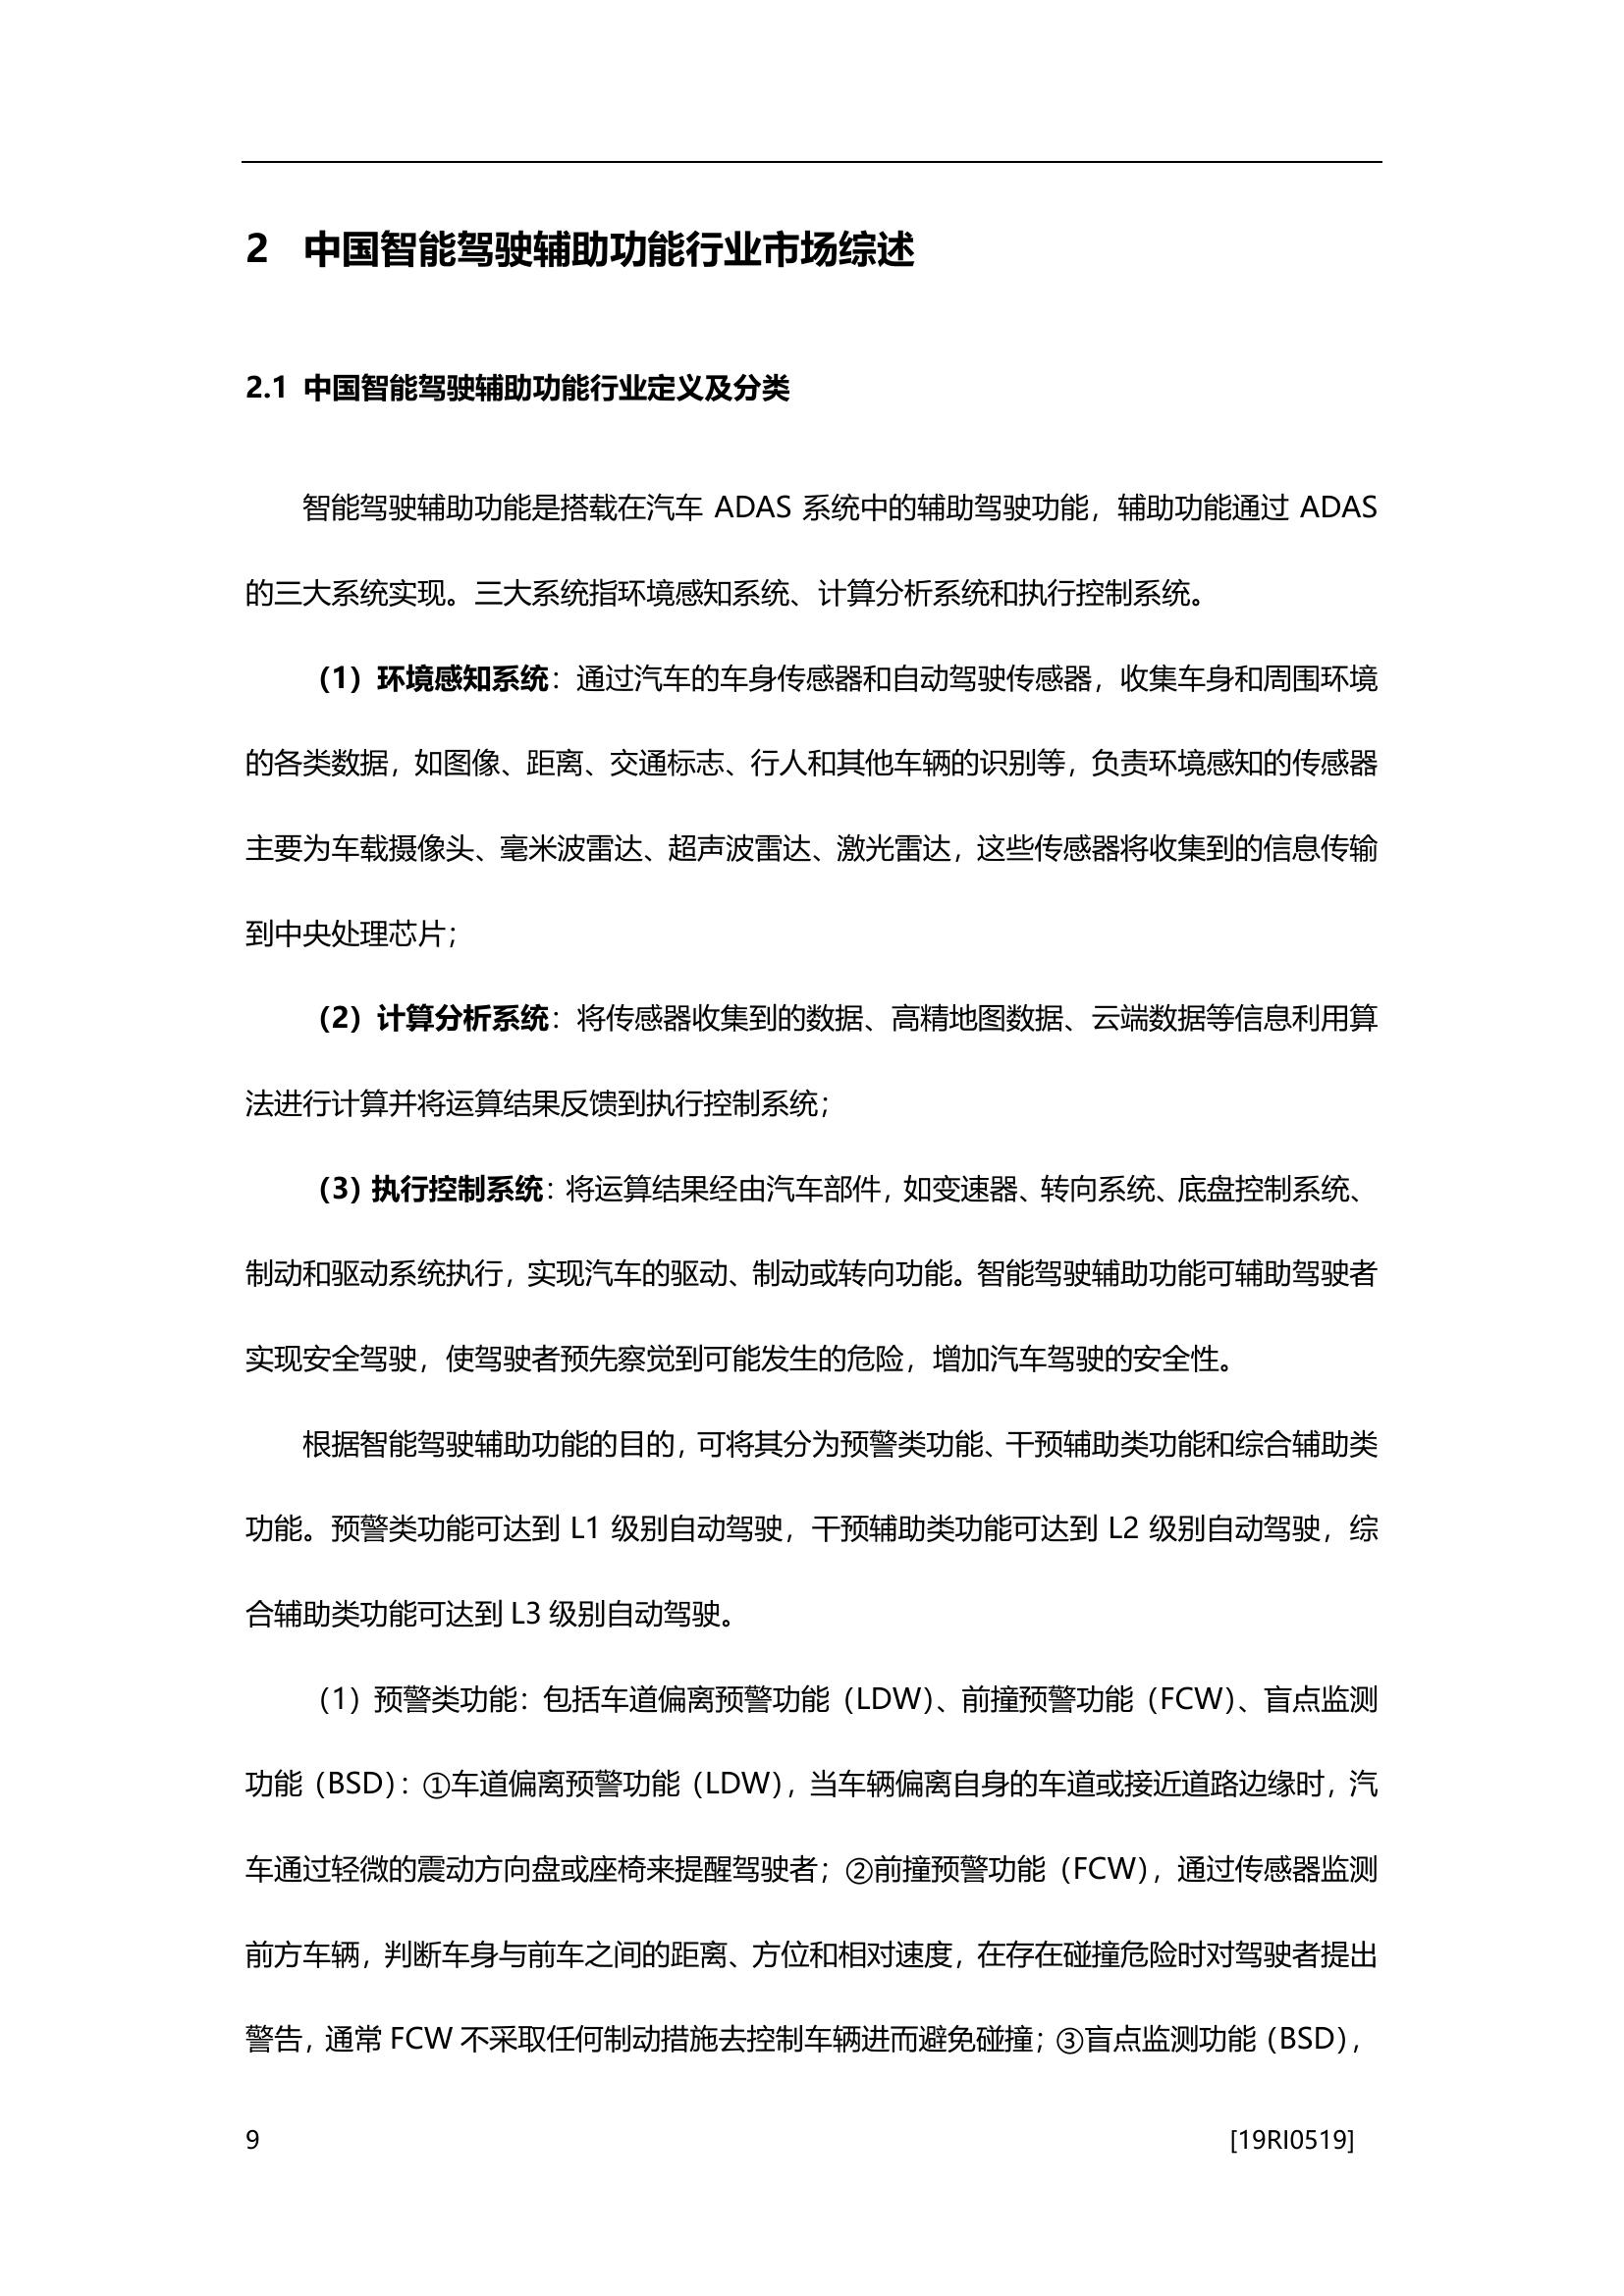 2 中国智能驾驶辅助功能行业市场综述
2.1 中国智能驾驶辅助功能行业定义及分类
智能驾驶辅助功能是搭载在汽车 ADAS 系统中的辅助驾驶功能，辅助功能通过 ADAS
的三大系统实现。三大系统指环境感知系统、计算分析系统和执行控制系统。
（1）环境感知系统：通过汽车的车身传感器和自动驾驶传感器，收集车身和周围环境
的各类数据，如图像、距离、交通标志、行人和其他车辆的识别等，负责环境感知的传感器
主要为车载摄像头、毫米波雷达、超声波雷达、激光雷达，这些传感器将收集到的信息传输
到中央处理芯片；
（2）计算分析系统：将传感器收集到的数据、高精地图数据、云端数据等信息利用算
法进行计算并将运算结果反馈到执行控制系统；
（3）执行控制系统：将运算结果经由汽车部件，如变速器、转向系统、底盘控制系统、
制动和驱动系统执行，实现汽车的驱动、制动或转向功能。智能驾驶辅助功能可辅助驾驶者
实现安全驾驶，使驾驶者预先察觉到可能发生的危险，增加汽车驾驶的安全性。
根据智能驾驶辅助功能的目的，可将其分为预警类功能、干预辅助类功能和综合辅助类
功能。预警类功能可达到 L1 级别自动驾驶，干预辅助类功能可达到 L2 级别自动驾驶，综
合辅助类功能可达到 L3 级别自动驾驶。
（1）预警类功能：包括车道偏离预警功能（LDW）、前撞预警功能（FCW）、盲点监测
功能（BSD）：①车道偏离预警功能（LDW），当车辆偏离自身的车道或接近道路边缘时，汽
车通过轻微的震动方向盘或座椅来提醒驾驶者；②前撞预警功能（FCW），通过传感器监测
前方车辆，判断车身与前车之间的距离、方位和相对速度，在存在碰撞危险时对驾驶者提出
警告，通常 FCW 不采取任何制动措施去控制车辆进而避免碰撞；③盲点监测功能（BSD），
9 [19RI0519]